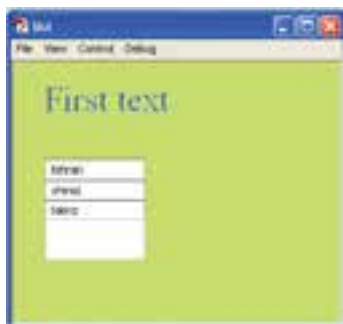 File View Control Debug
First text
tehran
shiraz
tabriz